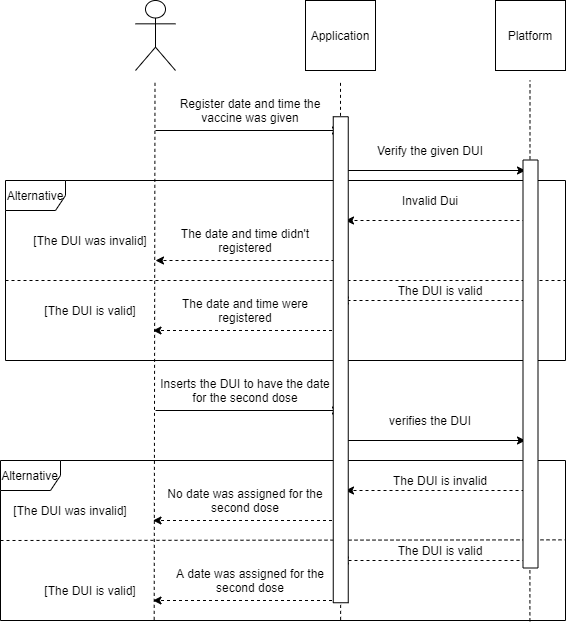 Application
Platform
Register date and time the
vaccine was given
Verify the given DUI
Alternative
Invalid Dui
[The DUI was invalid]
The date and time didn't
registered
The DUI is valid
[The DUI is valid]
The date and time were
registered
Inserts the DUI to have the date
for the second dose
verifies the DUI
Alternative
The DUI is invalid
[The DUI was invalid]
No date was assigned for the
second dose
The DUI is valid
[The DUI is valid]
A date was assigned for the
second dose